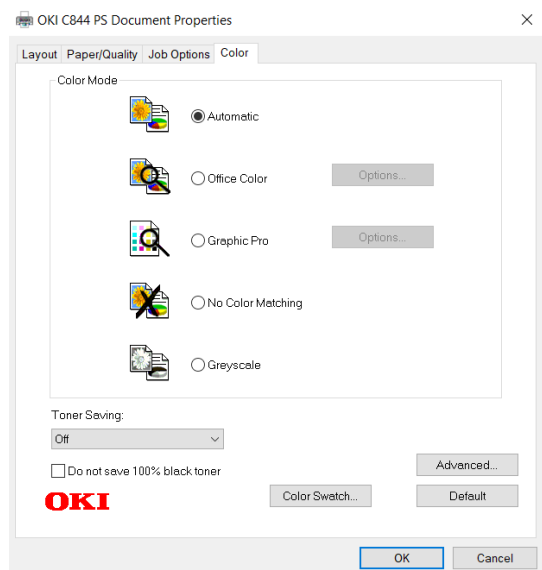 OKI C844 PS Document Properties
Layout Paper/Quality Job Options Color
Color Mode
Automatic
Office Color Options...
Graphic Pro Options...
No Color Matching
Greyscale
Toner Saving:
Off
Do not save 100% black toner
Advanced...
OKI Color Swatch... Default
OK Cancel